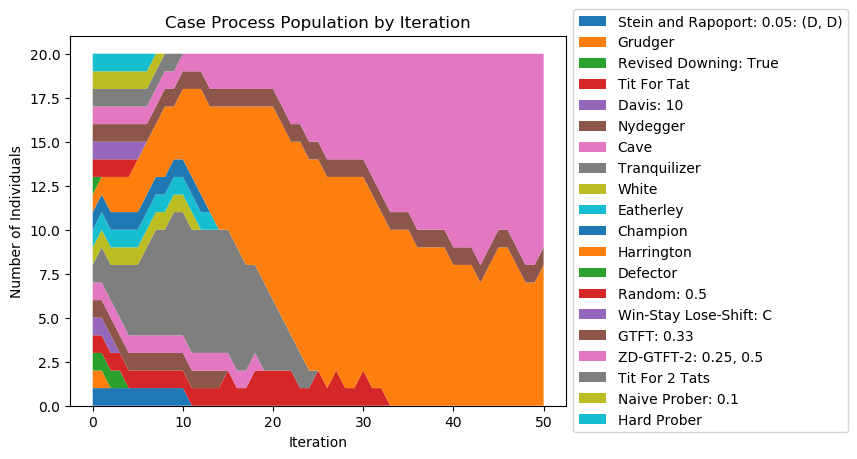 Case Process Population by Iteration
20.0
17.5
15.0
12.5
10.0
7.5
5.0
2.5
0.0
Number of Individuals
0
10
20
30
40
50
Iteration
Stein and Rapoport: 0.05: (D, D)
Grudger
Revised Downing: True
Tit For Tat
Davis: 10
Nydegger
Cave
Tranquilizer
White
Eatherley
Champion
Harrington
Defector
Random: 0.5
Win-Stay Lose-Shift: C
GTFT: 0.33
ZD-GTFT-2: 0.25, 0.5
Tit For 2 Tats
Naive Prober: 0.1
Hard Prober